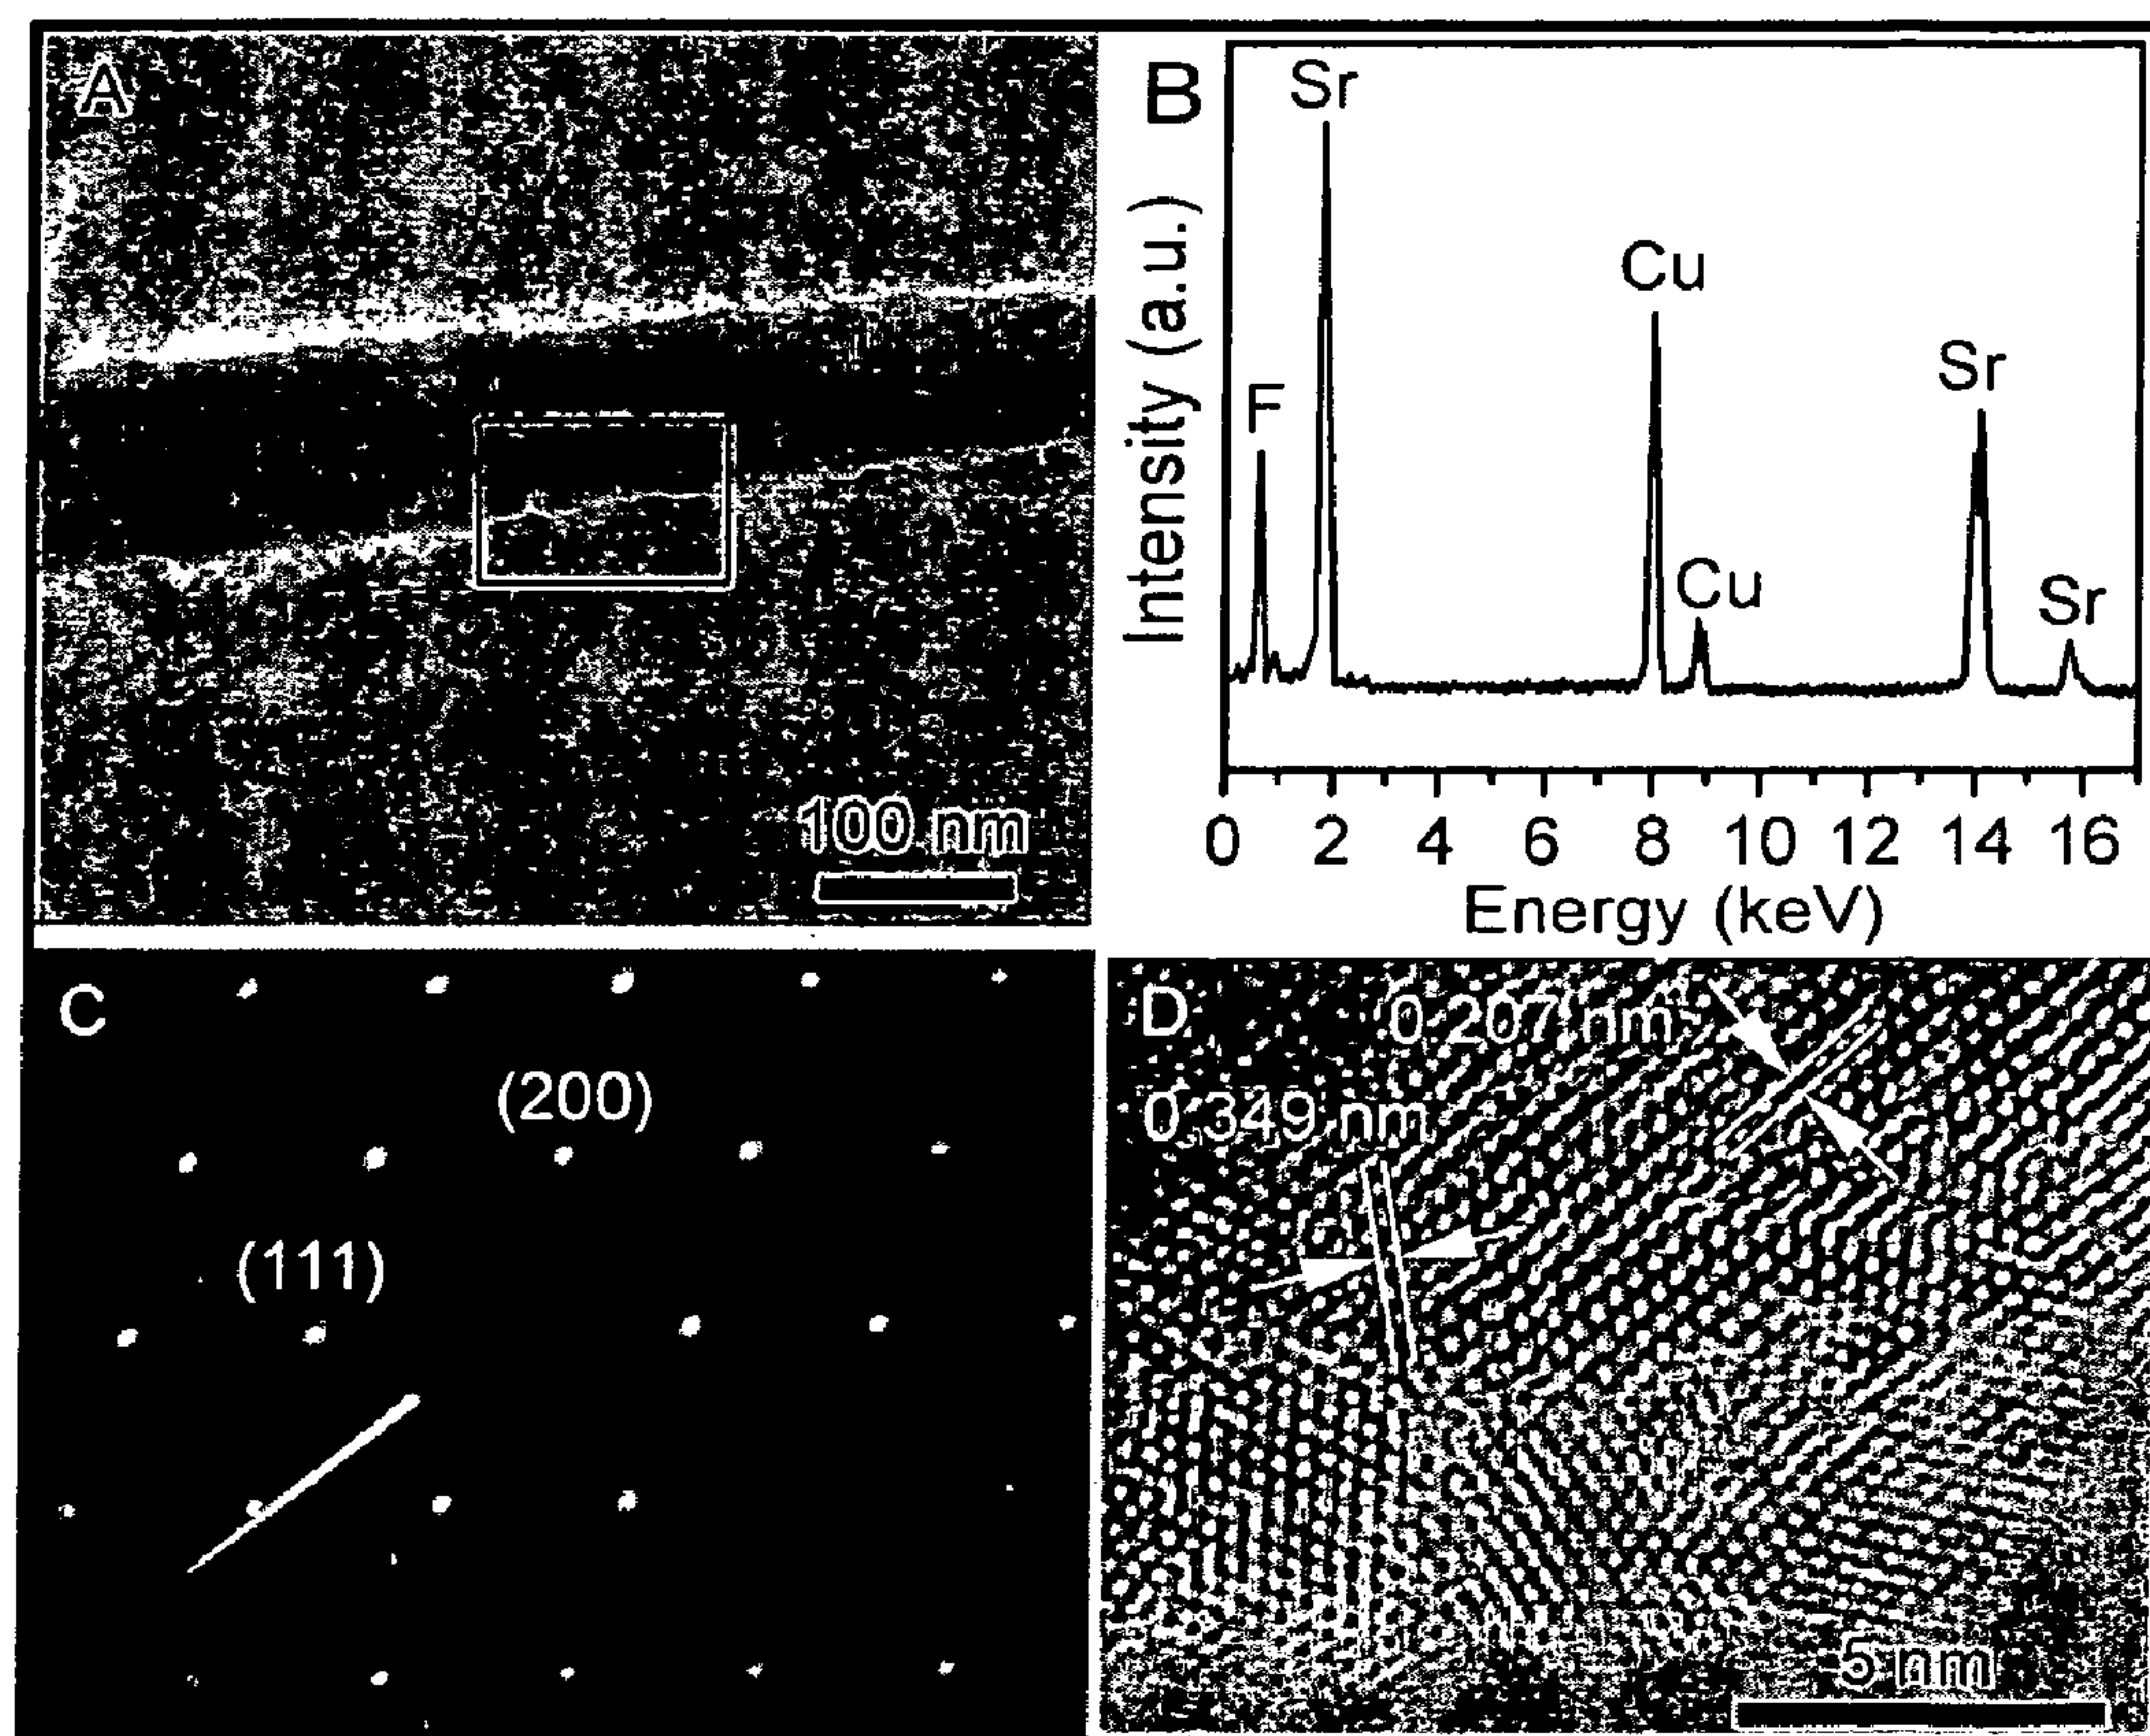 A
100 nm
B
Sr
Cu
Sr
F
Cu
Sr
Intensity (a.u.)
0 2 4 6 8 10 12 14 16
Energy (keV)
C
(200)
(111)
D
0.207 nm
0.349 nm
5 nm